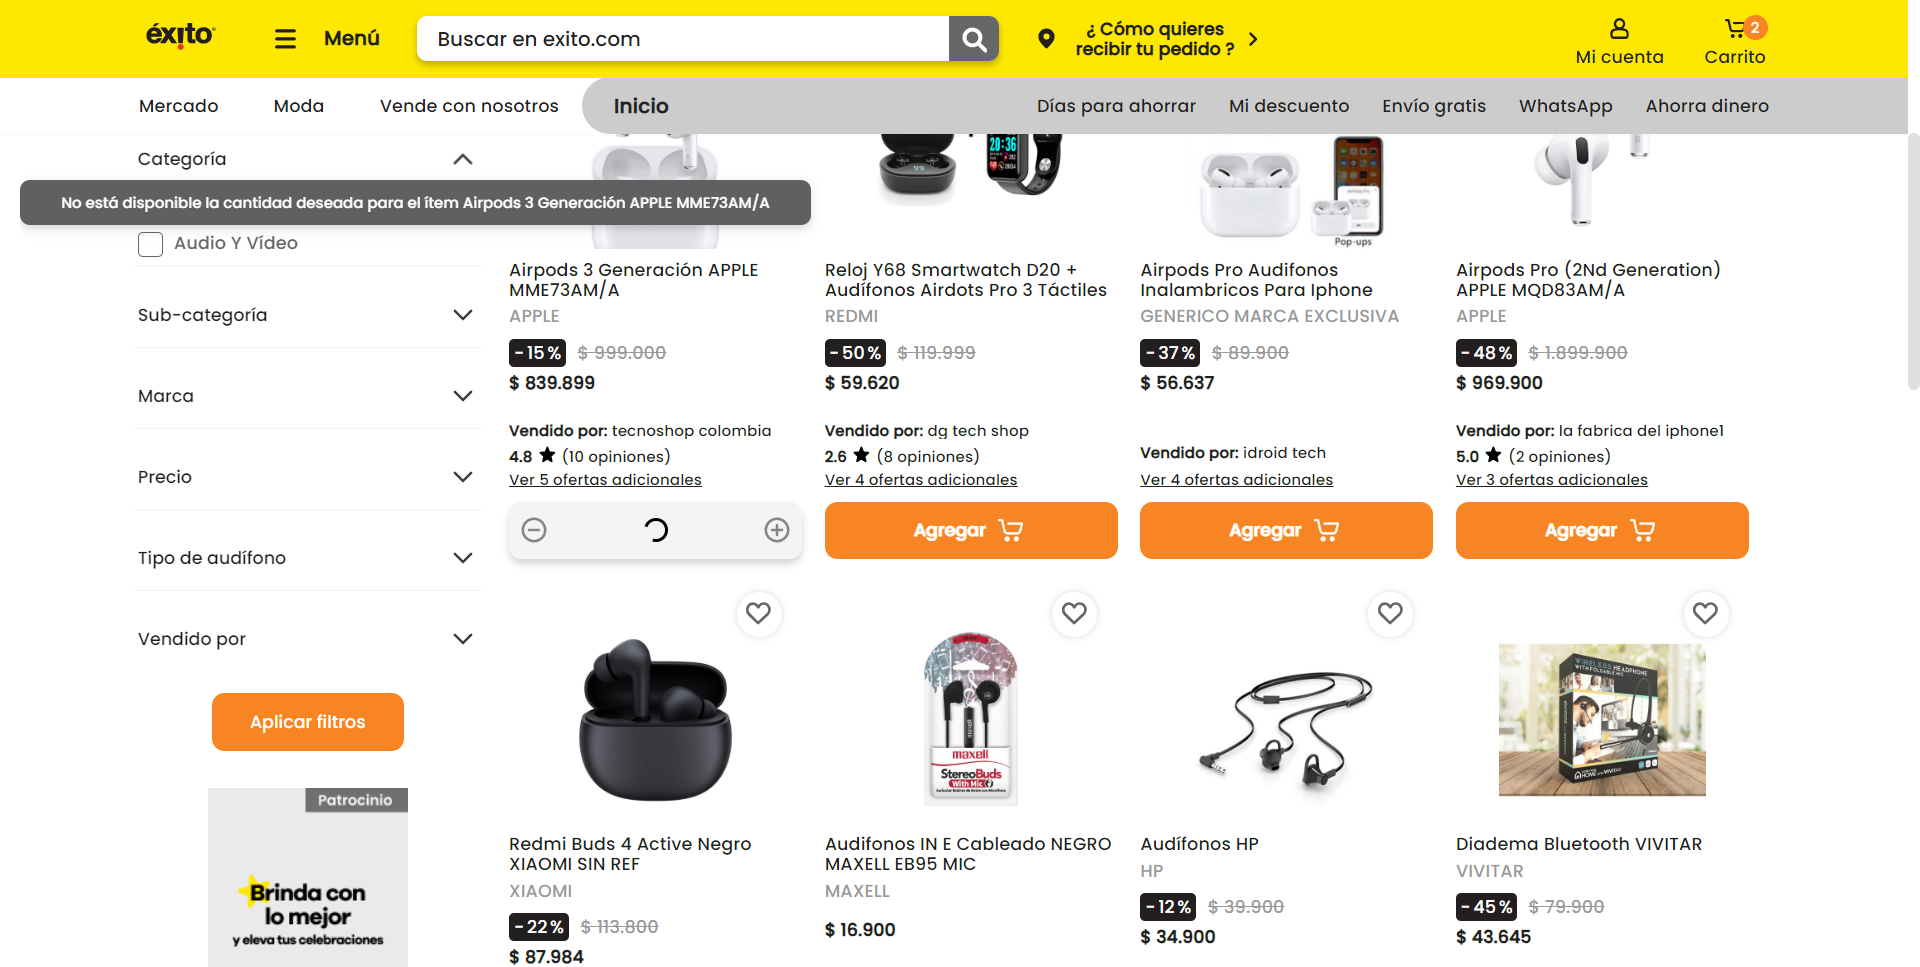 éxito
Menú
Buscar en exito.com
¿ Cómo quieres
recibir tu pedido ?
Mi cuenta
2
Carrito
Mercado
Moda
Vende con nosotros
Inicio
Días para ahorrar
Mi descuento
Envío gratis
WhatsApp
Ahorra dinero
Categoría
No está disponible la cantidad deseada para el ítem Airpods 3 Generación APPLE MME73AM/A
Audio Y Vídeo
Sub-categoría
Marca
Precio
Tipo de audífono
Vendido por
Aplicar filtros
Patrocinio
Brinda con
lo mejor
y eleva tus celebraciones
Airpods 3 Generación APPLE
MME73AM/A
APPLE
-15% $ 999.000
$ 839.899
Vendido por: tecnoshop colombia
4.8 ★ (10 opiniones)
Ver 5 ofertas adicionales
20:36
Reloj Y68 Smartwatch D20 +
Audífonos Airdots Pro 3 Táctiles
REDMI
-50% $ 119.999
$ 59.620
Vendido por: dg tech shop
2.6 ★ (8 opiniones)
Ver 4 ofertas adicionales
Agregar
Pop-ups
Airpods Pro Audifonos
Inalambricos Para Iphone
GENERICO MARCA EXCLUSIVA
-37% $ 89.900
$ 56.637
Vendido por: idroid tech
Ver 4 ofertas adicionales
Agregar
Airpods Pro (2Nd Generation)
APPLE MQD83AM/A
APPLE
-48% $ 1.899.900
$ 969.900
Vendido por: la fabrica del iphone1
5.0 ★ (2 opiniones)
Ver 3 ofertas adicionales
Agregar
Redmi Buds 4 Active Negro
XIAOMI SIN REF
XIAOMI
-22% $ 113.800
$ 87.984
maxell
StereoBuds
With Mic
Audifonos IN E Cableado NEGRO
MAXELL EB95 MIC
MAXELL
$ 16.900
Audífonos HP
HP
-12% $ 39.900
$ 34.900
WIRELESS HEADPHONE
WITH FOLDABLE MIC
HOME
VIVITAR
Diadema Bluetooth VIVITAR
VIVITAR
-45% $ 79.900
$ 43.645